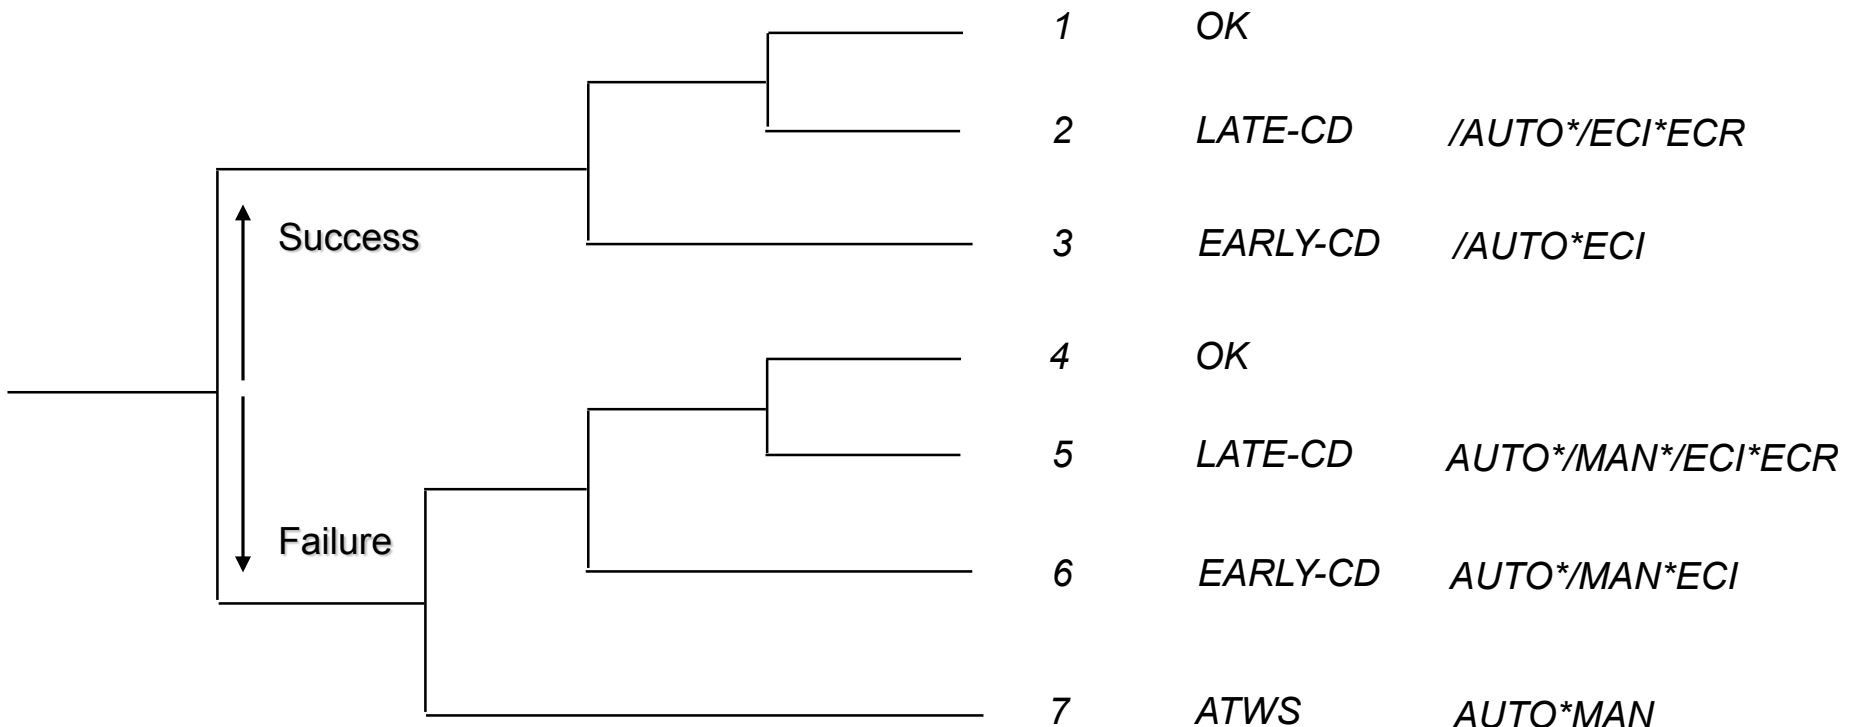 1 OK
2 LATE-CD /AUTO*/ECI*ECR
Success
3 EARLY-CD /AUTO*ECI
4 OK
5 LATE-CD AUTO*/MAN*/ECI*ECR
Failure
6 EARLY-CD AUTO*/MAN*ECI
7 ATWS AUTO*MAN